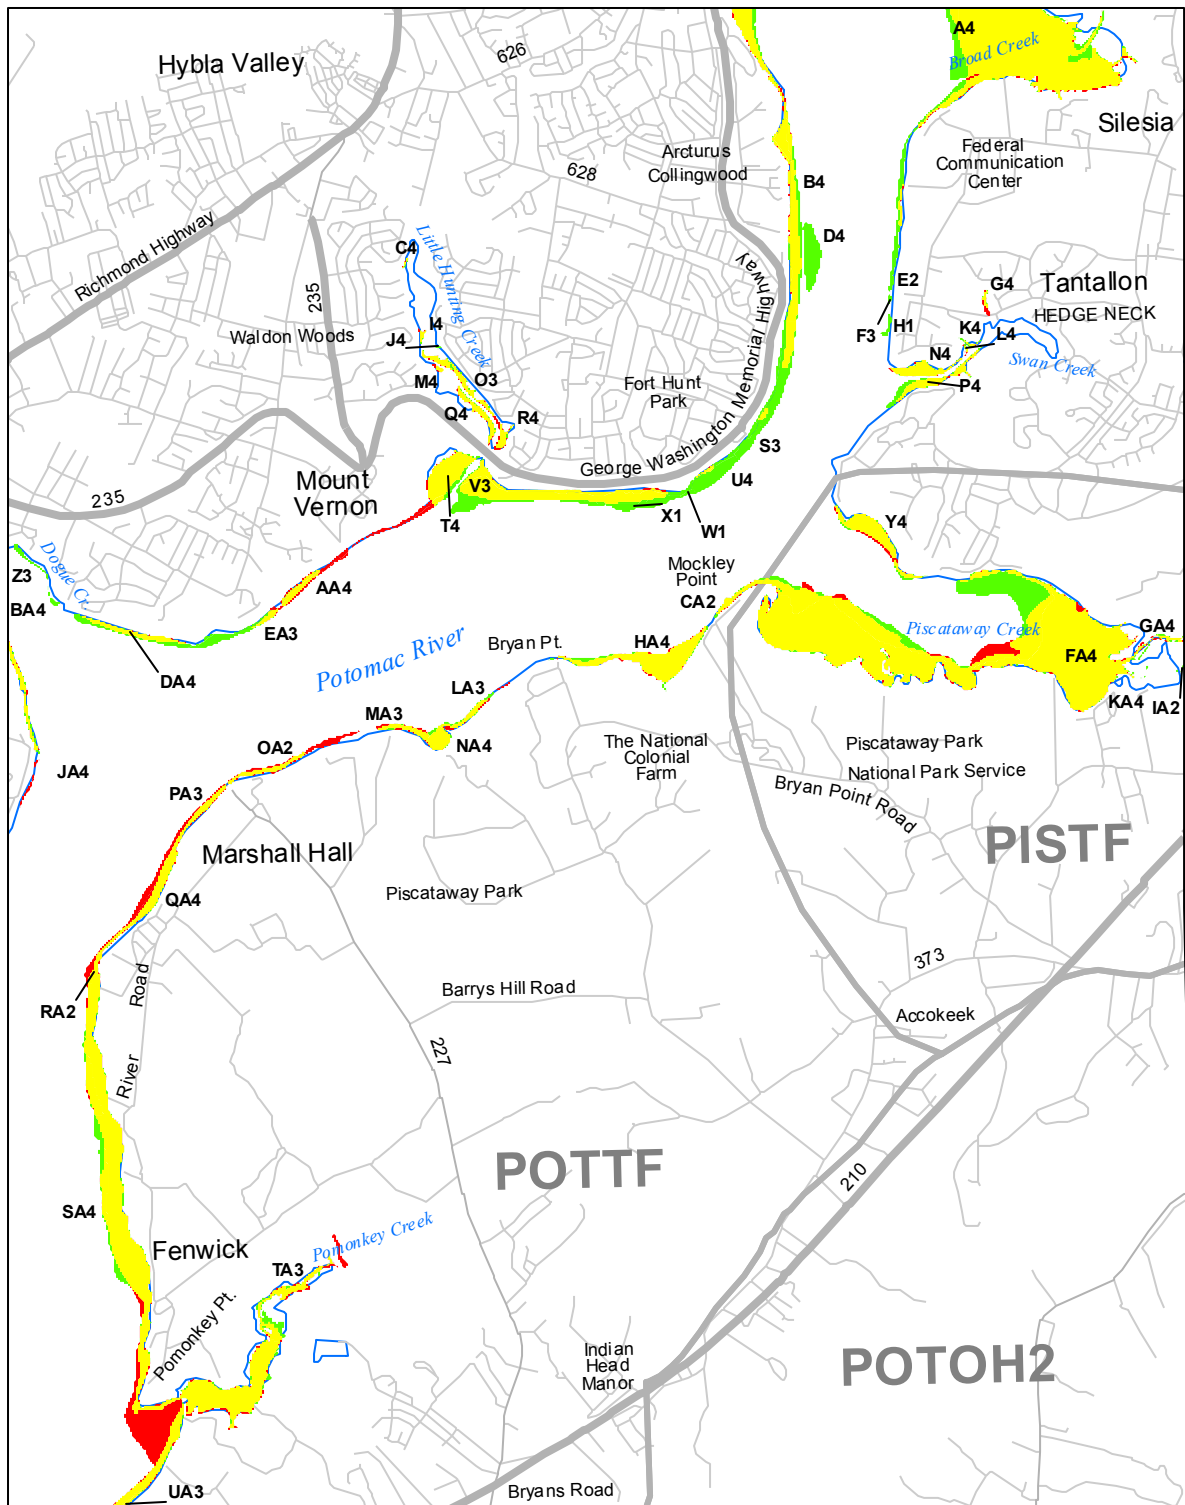 A4
Broad Creek
626
Hybla Valley
Silesia
Arcturus
Collingwood
Federal
Communication
Center
628
B4
D4
C4
Little Hunting Creek
Richmond Highway
235
E2
G4
Tantallon
HEDGE NECK
F3
H1
K4
L4
I4
J4
Waldon Woods
N4
Swan Creek
M4
O3
P4
Fort Hunt
Park
Q4
R4
George Washington Memorial Highway
S3
U4
Mount
Vernon
235
V3
T4
X1
W1
Y4
Dogue Cr.
Z3
BA4
AA4
EA3
DA4
Mockley
Point
CA2
Potomac River
Bryan Pt.
HA4
Piscataway Creek
GA4
FA4
KA4
IA2
LA3
MA3
NA4
OA2
JA4
PA3
The National
Colonial
Farm
Piscataway Park
National Park Service
Bryan Point Road
PISTF
Marshall Hall
Piscataway Park
QA4
373
Barrys Hill Road
Road
RA2
Accokeek
227
River
POTTF
210
SA4
Fenwick
Pomonkey Creek
TA3
Pomonkey Pt.
Indian
Head
Manor
POTOH2
UA3
Bryans Road